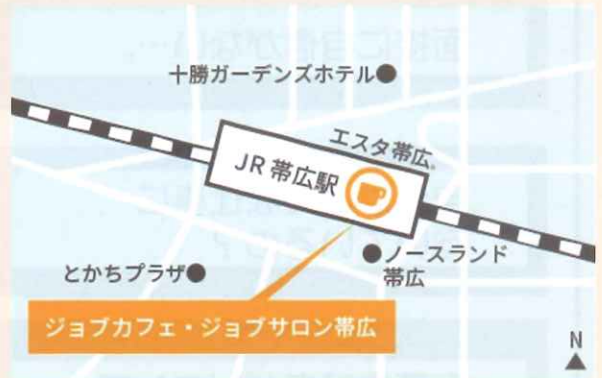 十勝ガーデンズホテル●
エスタ帯広
JR 帯広駅
●ノースランド
帯広
とかちプラザ●
ジョブカフェ・ジョブサロン帯広
N